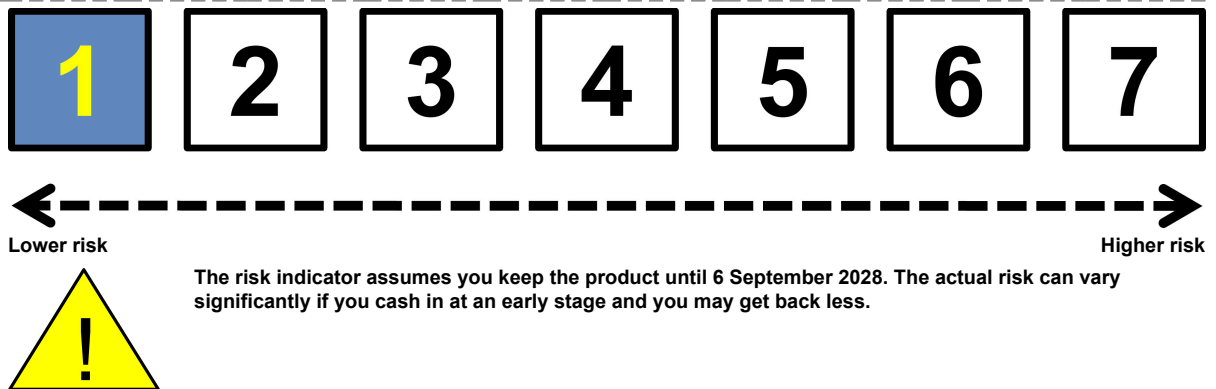 1 2 3 4 5 6 7
Lower risk Higher risk
The risk indicator assumes you keep the product until 6 September 2028. The actual risk can vary
significantly if you cash in at an early stage and you may get back less.
!